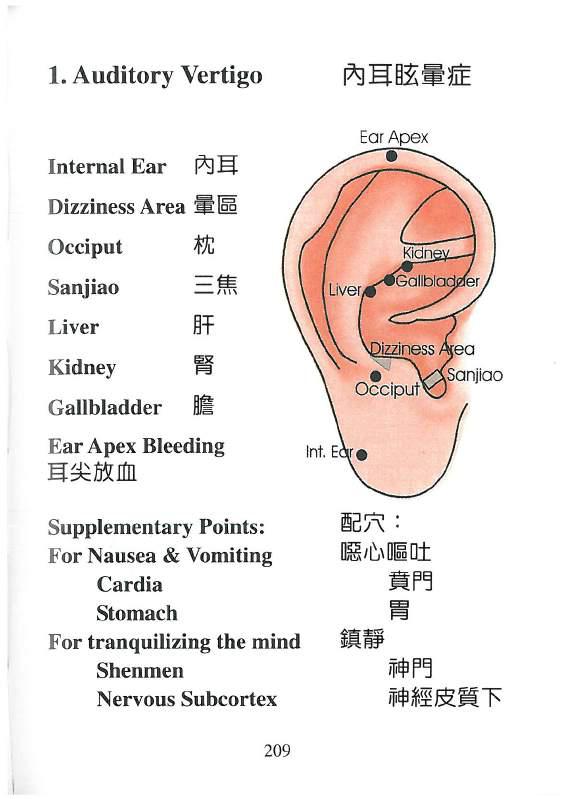 1. Auditory Vertigo 內耳眩暈症
Internal Ear 內耳
Dizziness Area 暈區
Occiput 枕
Sanjiao 三焦
Liver 肝
Kidney 腎
Gallbladder 膽
Ear Apex Bleeding
耳尖放血
Ear Apex
Kidney
Gallbladder
Liver
Dizziness Area
Sanjiao
Occiput
Int. Ear
Supplementary Points: 配穴：
For Nausea & Vomiting 噁心嘔吐
Cardia 賁門
Stomach 胃
For tranquilizing the mind 鎮靜
Shenmen 神門
Nervous Subcortex 神經皮質下
209